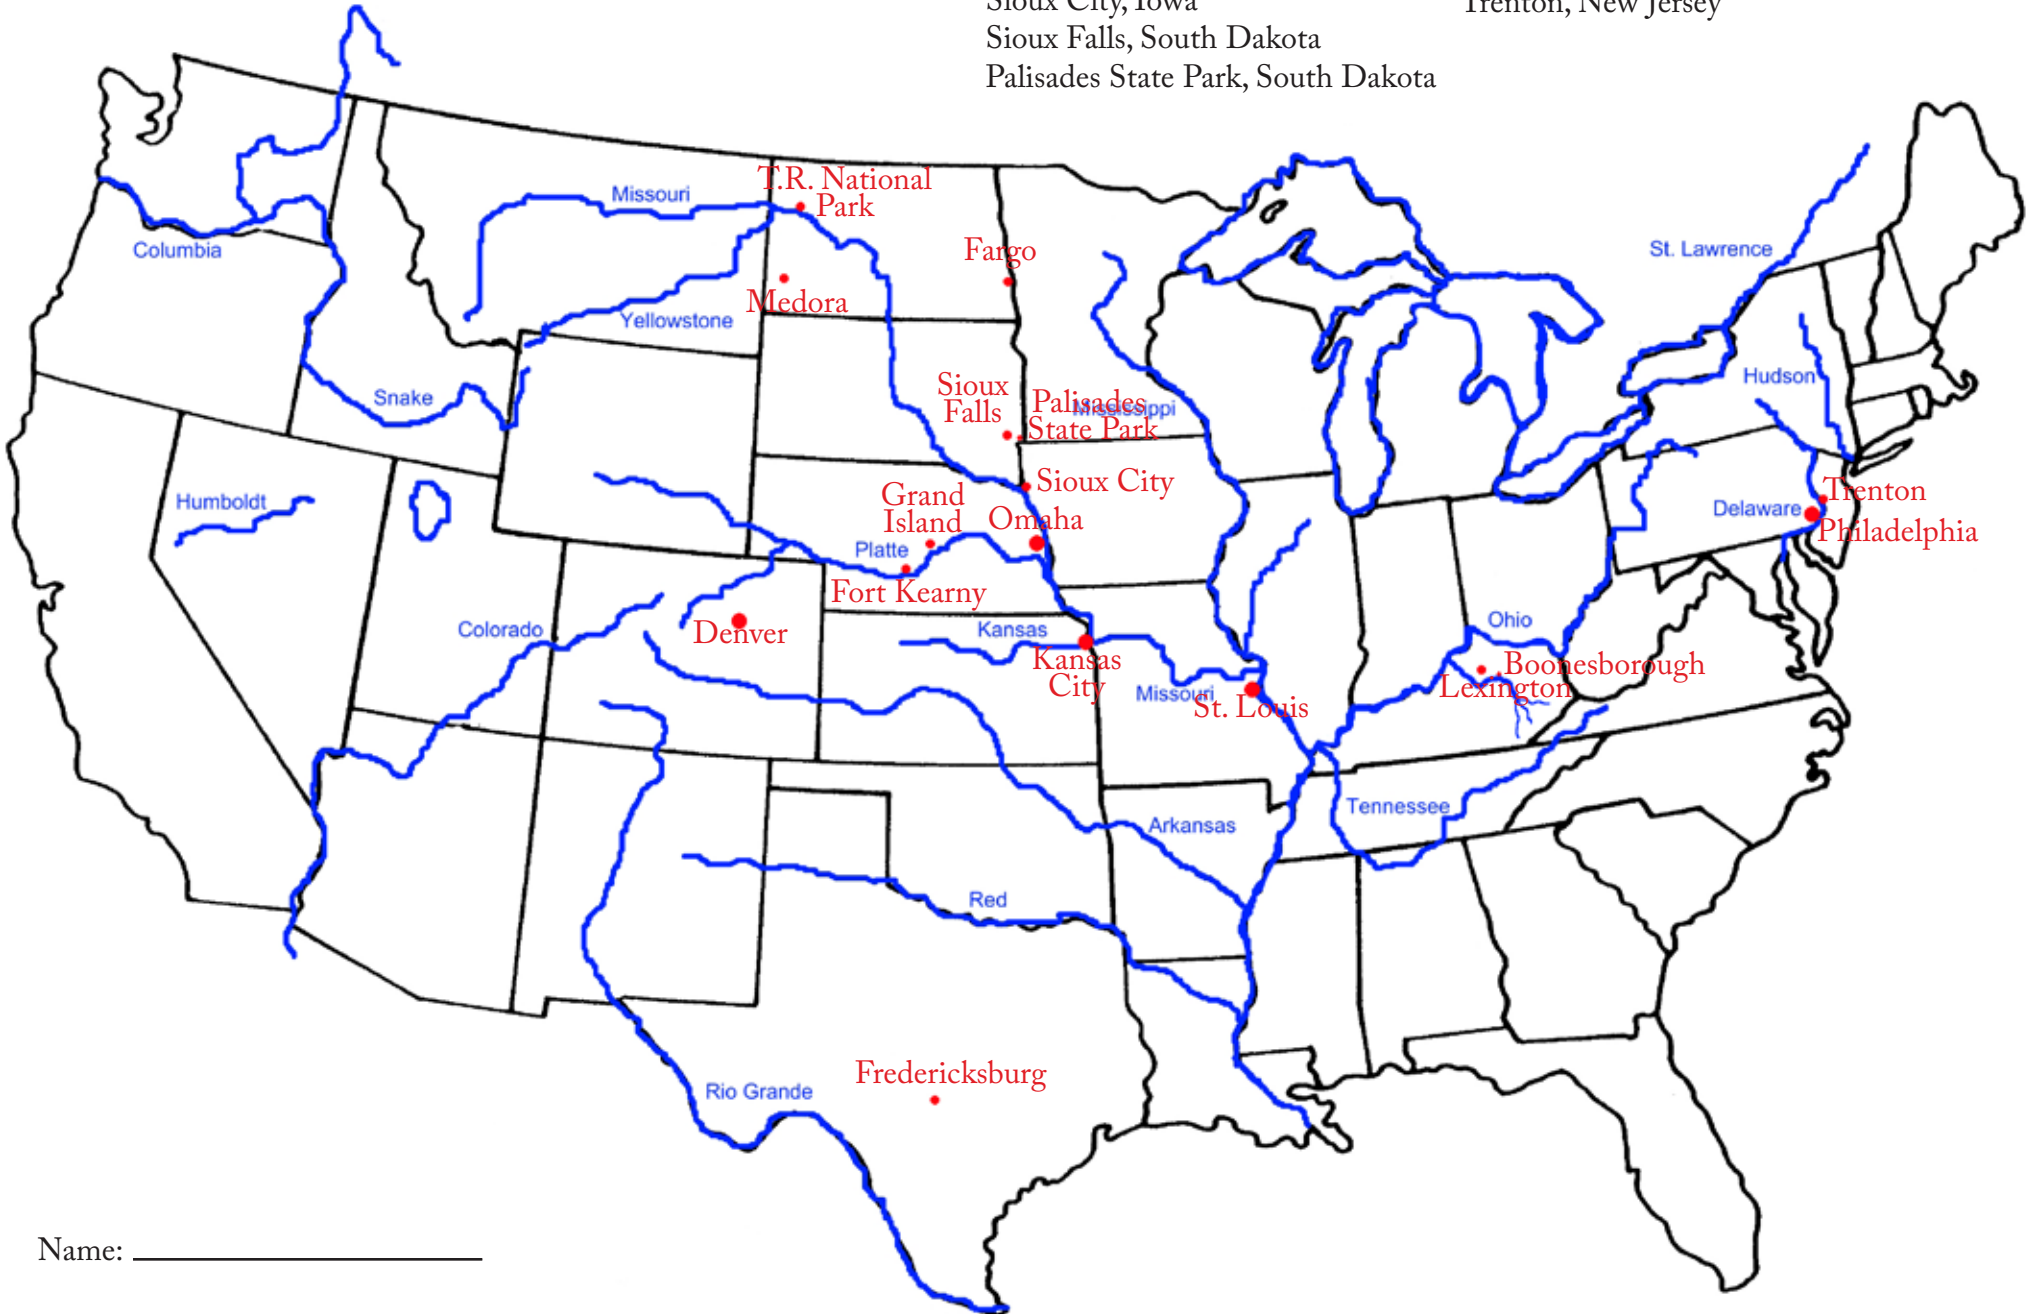 Sioux City, Iowa
Trenton, New Jersey
Sioux Falls, South Dakota
Palisades State Park, South Dakota
T.R. National
Park
Missouri
Columbia
Fargo
St. Lawrence
Medora
Yellowstone
Hudson
Snake
Sioux
Falls
Palisades
Mississippi
State Park
Sioux City
Humboldt
Grand
Island
Omaha
Trenton
Delaware
Philadelphia
Platte
Fort Kearny
Colorado
Denver
Kansas
Ohio
Kansas
City
Boonesborough
Lexington
Missouri
St. Louis
Tennessee
Arkansas
Red
Fredericksburg
Rio Grande
Name: